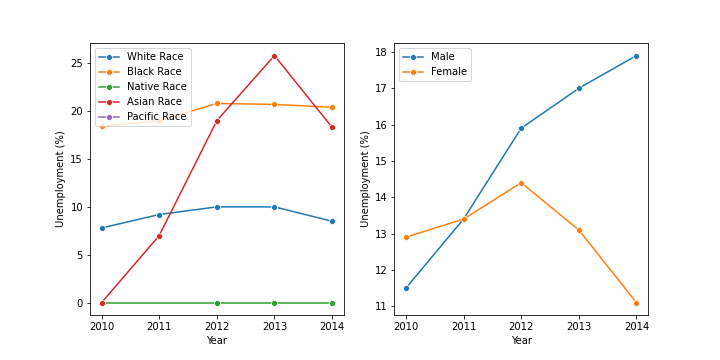 White Race
Black Race
Native Race
Asian Race
Pacific Race
25
20
15
10
5
0
Unemployment (%)
2010 2011 2012 2013 2014
Year
Male
Female
18
17
16
15
14
13
12
11
Unemployment (%)
2010 2011 2012 2013 2014
Year